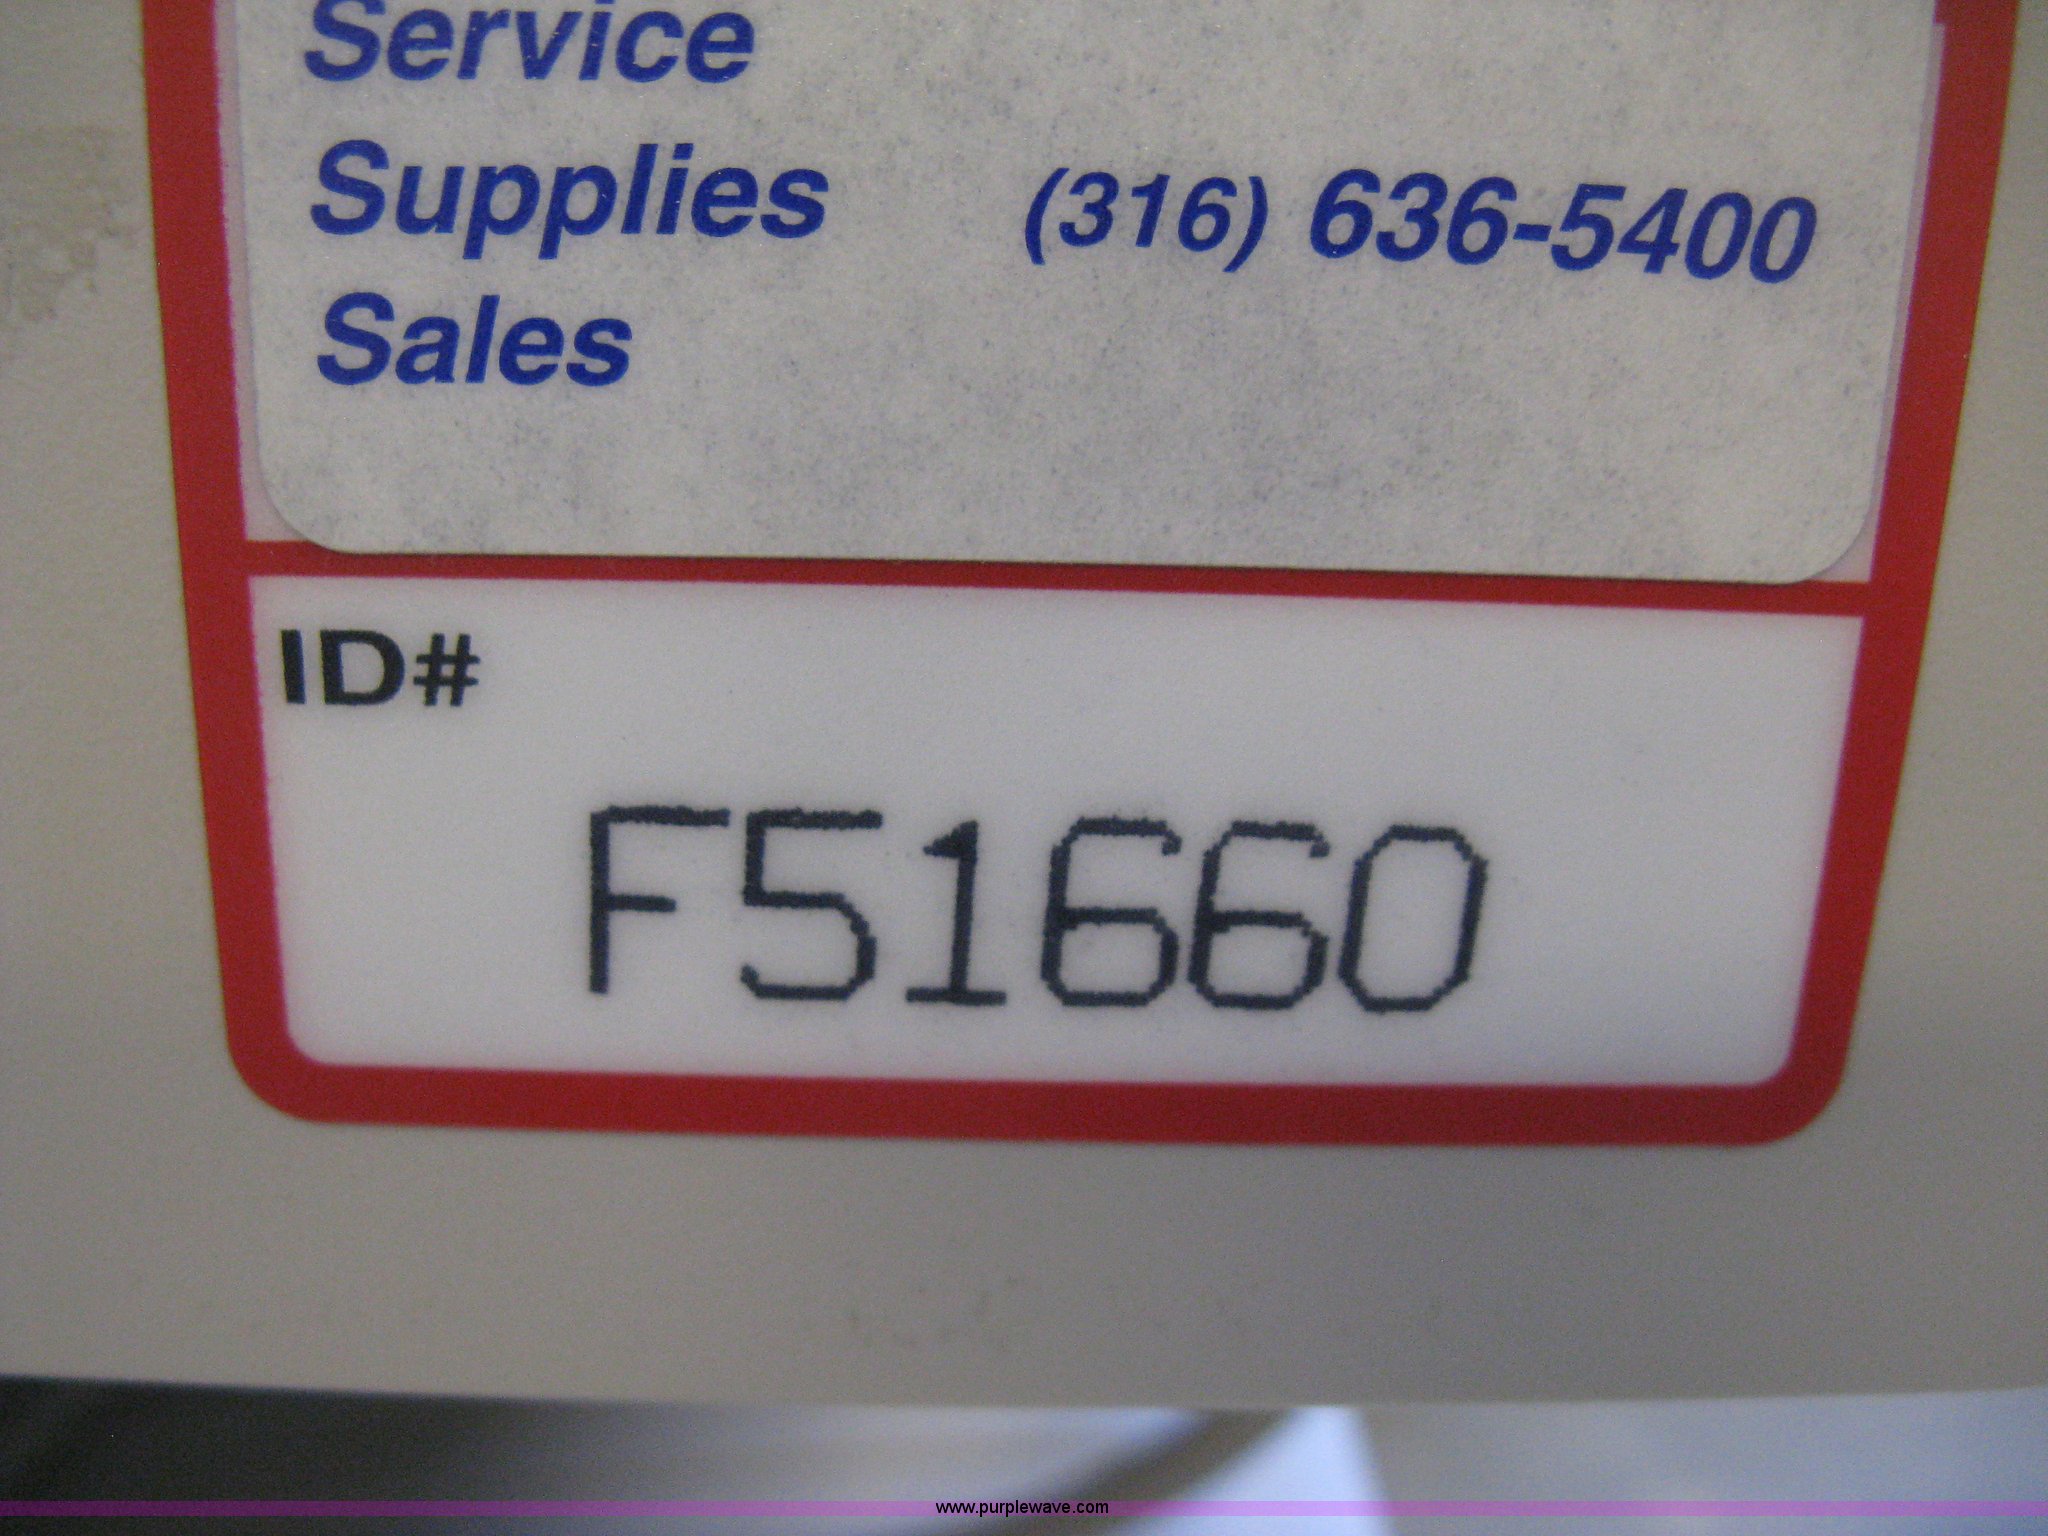 Service
Supplies (316) 636-5400
Sales
ID#
F51660
www.purplewave.com